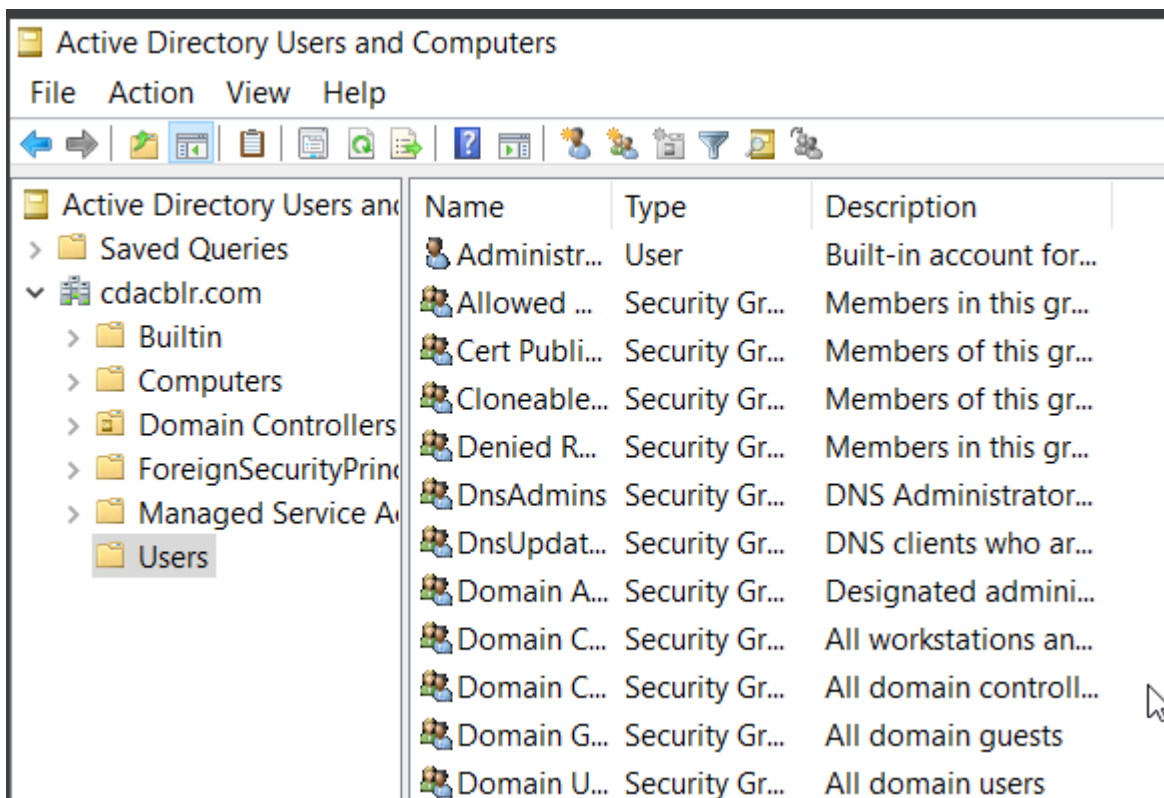 Active Directory Users and Computers
File Action View Help
Active Directory Users and
Saved Queries
cdacblr.com
Builtin
Computers
Domain Controllers
ForeignSecurityPrinc
Managed Service A
Users
Name Type Description
Administr... User Built-in account for...
Allowed ... Security Gr... Members in this gr...
Cert Publi... Security Gr... Members of this gr...
Cloneable... Security Gr... Members of this gr...
Denied R... Security Gr... Members in this gr...
DnsAdmins Security Gr... DNS Administrator...
DnsUpdat... Security Gr... DNS clients who ar...
Domain A... Security Gr... Designated admini...
Domain C... Security Gr... All workstations an...
Domain C... Security Gr... All domain controll...
Domain G... Security Gr... All domain guests
Domain U... Security Gr... All domain users